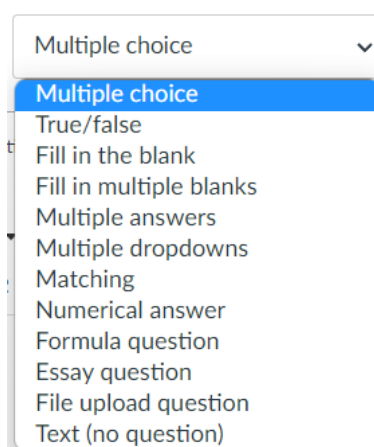 Multiple choice
Multiple choice
True/false
Fill in the blank
Fill in multiple blanks
Multiple answers
Multiple dropdowns
Matching
Numerical answer
Formula question
Essay question
File upload question
Text (no question)